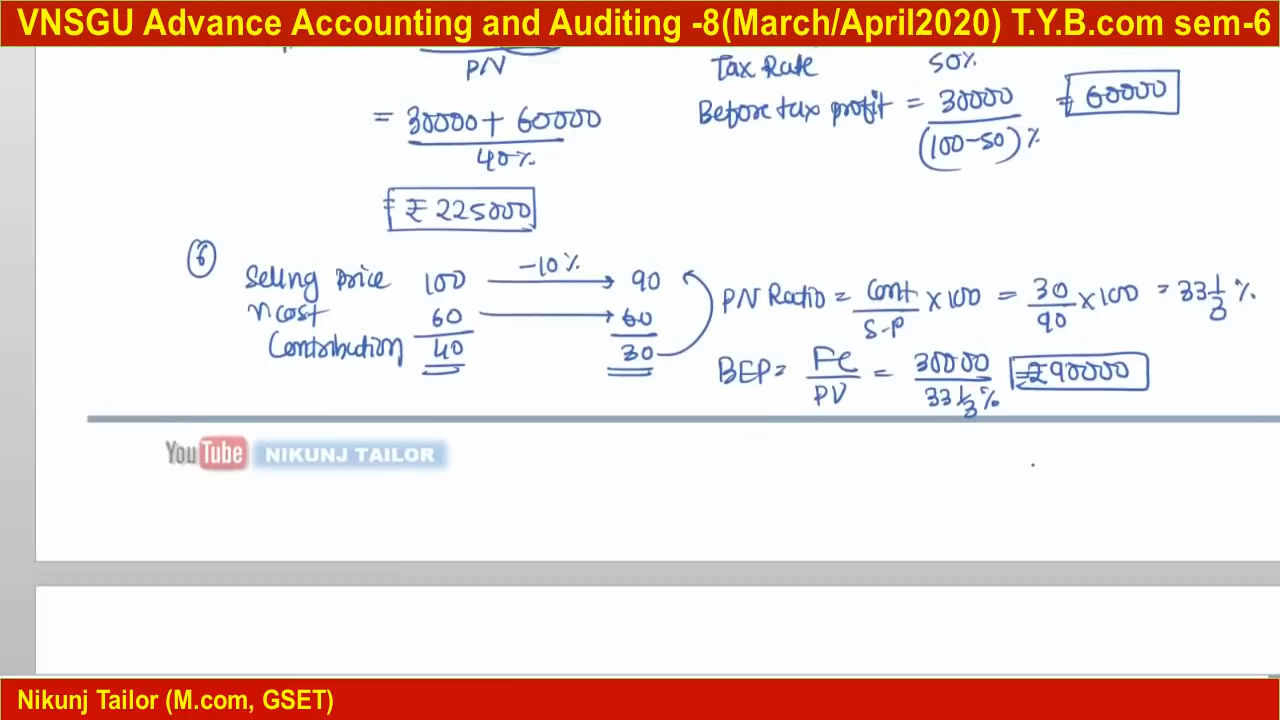 VNSGU Advance Accounting and Auditing -8(March/April2020) T.Y.B.com sem-6
PN
= 30000 + 60000
40%
= ₹ 225000
Tax Rate 50%
Before tax profit = 30000 = 60000
(100-50)%
6
Selling price 100 -10% 90
Vcost 60 60
Contribution 40 30
PV Ratio = Cont × 100 = 30 × 100 = 33 1/3 %
S.P 90
BEP = FC = 30000 = ₹90000
PV 33 1/3 %
YouTube NIKUNJ TAILOR
Nikunj Tailor (M.com, GSET)